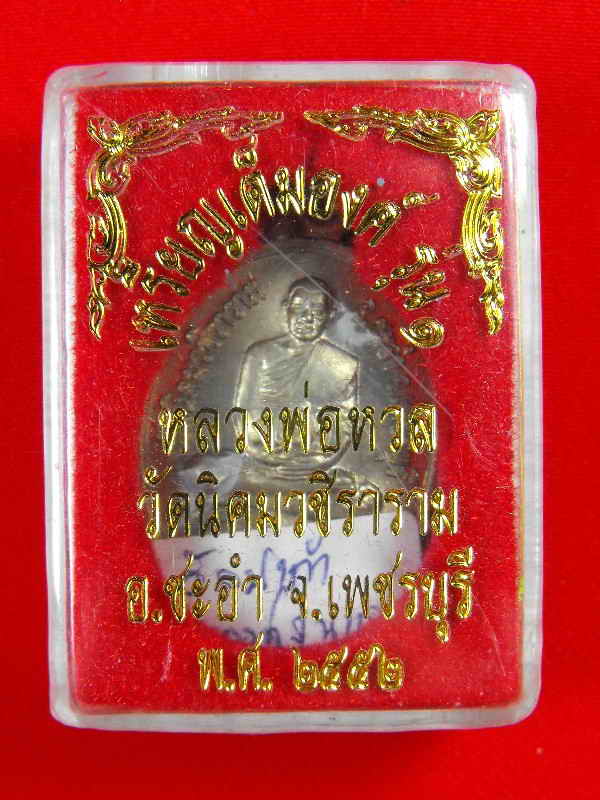 เหรียญเต็มองค์ รุ่น ๑
หลวงพ่อหวล
วัดนิคมวชีราราม
อ.ชะอำ จ.เพชรบุรี
พ.ศ. ๒๕๕๒